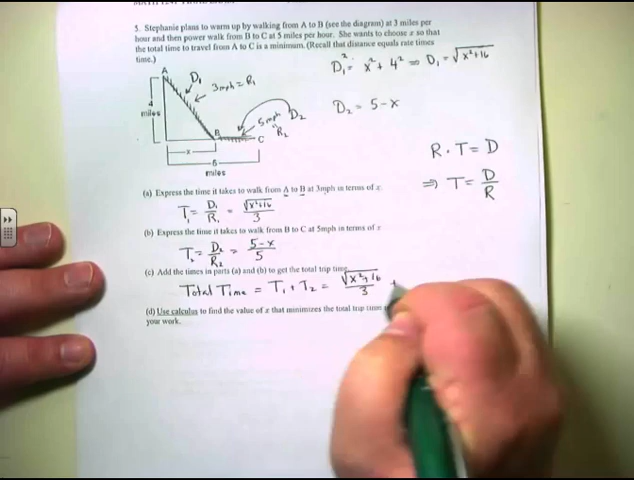 5. Stephanie plans to warm up by walking from A to B (see the diagram) at 3 miles per
hour and then power walk from B to C at 5 miles per hour. She wants to choose x so that
the total time to travel from A to C is a minimum. (Recall that distance equals rate times
time.)
D₁² = x² + 4² ⇒ D₁ = √x²+16
A
D₁
3mph = R₁
4
miles
D₂ = 5 - x
D₂
5mph
"
R₂
B
C
x
5
miles
R · T = D
⇒ T = D/R
(a) Express the time it takes to walk from A to B at 3mph in terms of x
T₁ = D₁/R₁ = √x²+16/3
(b) Express the time it takes to walk from B to C at 5mph in terms of x
T₂ = D₂/R₂ = 5-x/5
(c) Add the times in parts (a) and (b) to get the total trip time
Total Time = T₁ + T₂ = √x²+16/3 +
(d) Use calculus to find the value of x that minimizes the total trip time
your work.